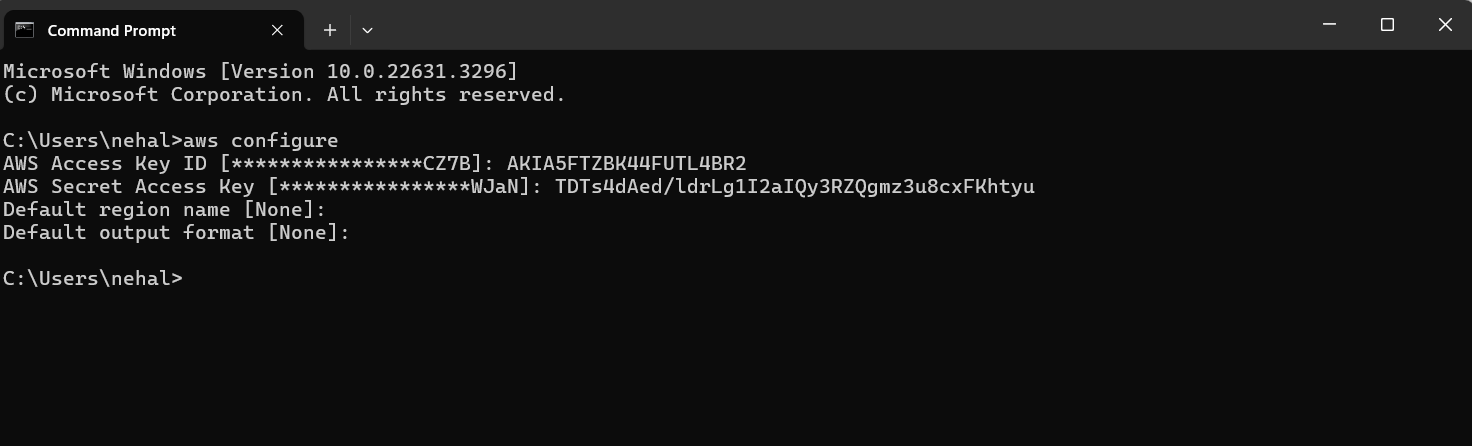 Command Prompt
Microsoft Windows [Version 10.0.22631.3296]
(c) Microsoft Corporation. All rights reserved.
C:\Users\nehal>aws configure
AWS Access Key ID [****************CZ7B]: AKIA5FTZBK44FUTL4BR2
AWS Secret Access Key [****************WJaN]: 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
Default region name [None]:
Default output format [None]:
C:\Users\nehal>